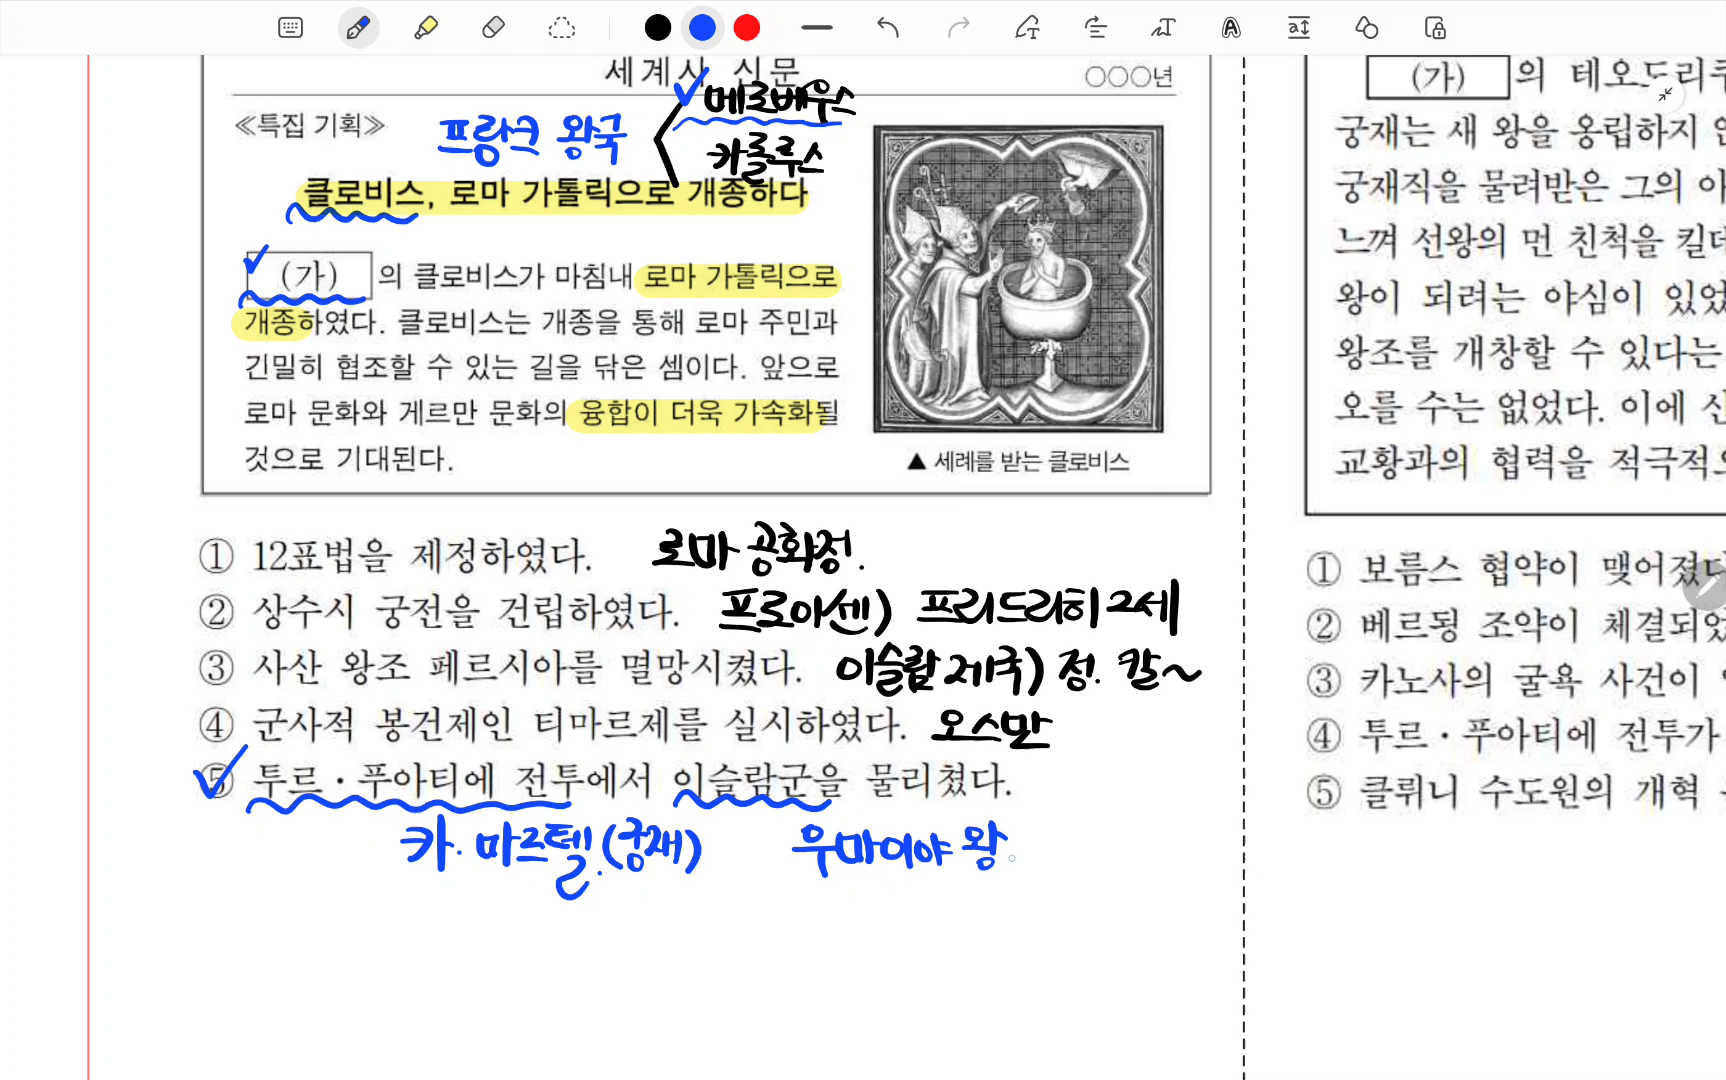 세계사 신문
○○○년
✓메로베우스
≪특집 기획≫
프랑크 왕국
카롤루스
클로비스, 로마 가톨릭으로 개종하다
(가) 의 클로비스가 마침내 로마 가톨릭으로
개종하였다. 클로비스는 개종을 통해 로마 주민과
긴밀히 협조할 수 있는 길을 닦은 셈이다. 앞으로
로마 문화와 게르만 문화의 융합이 더욱 가속화될
것으로 기대된다.
▲ 세례를 받는 클로비스
① 12표법을 제정하였다. 로마 공화정.
② 상수시 궁전을 건립하였다. 프로이센) 프리드리히 2세
③ 사산 왕조 페르시아를 멸망시켰다. 이슬람 제국) 정. 칼~
④ 군사적 봉건제인 티마르제를 실시하였다. 오스만
⑤ 투르·푸아티에 전투에서 이슬람군을 물리쳤다.
카. 마르텔.(궁재) 우마이야 왕
(가) 의 테오도리쿠
궁재는 새 왕을 옹립하지 않
궁재직을 물려받은 그의 아
느껴 선왕의 먼 친척을 킬데
왕이 되려는 야심이 있었
왕조를 개창할 수 있다는
오를 수는 없었다. 이에 신
교황과의 협력을 적극적으
① 보름스 협약이 맺어졌다
② 베르됭 조약이 체결되었
③ 카노사의 굴욕 사건이
④ 투르·푸아티에 전투가
⑤ 클뤼니 수도원의 개혁